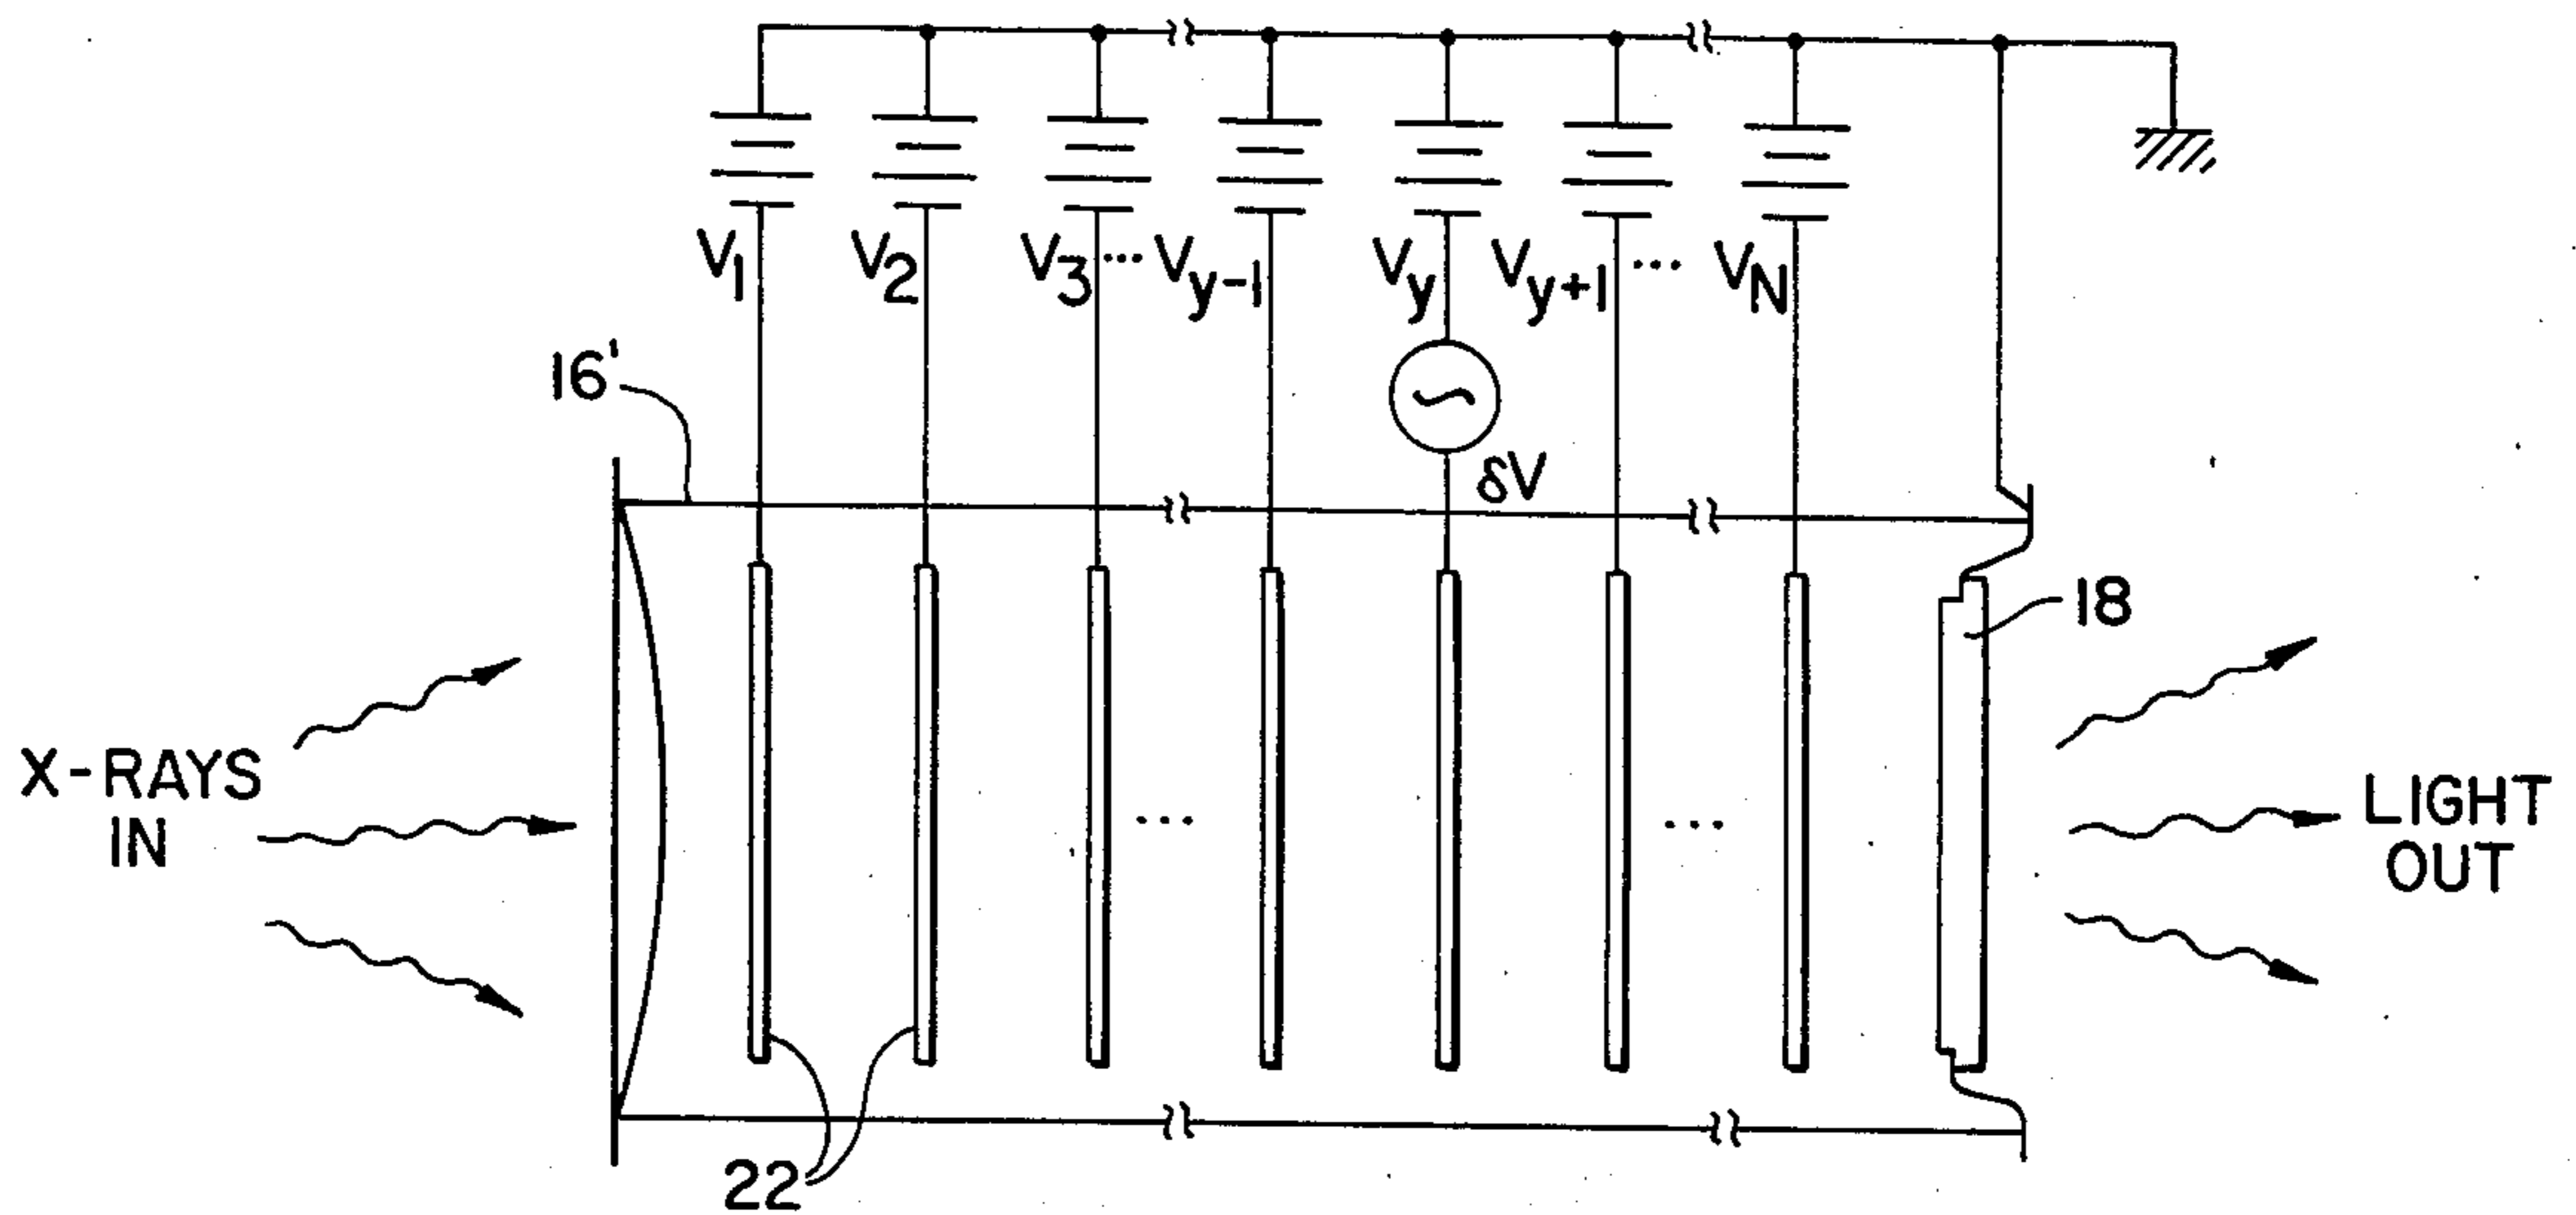 V1 V2 V3 ... Vy-1 Vy Vy+1 ... VN
16'
δV
18
X-RAYS
IN
...
...
LIGHT
OUT
22